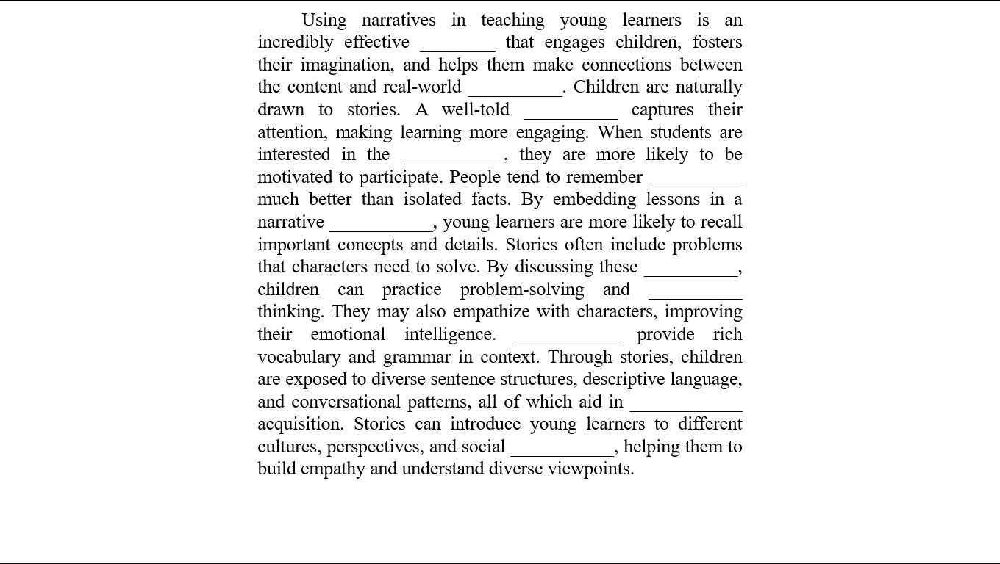 Using narratives in teaching young learners is an
incredibly effective ________ that engages children, fosters
their imagination, and helps them make connections between
the content and real-world __________. Children are naturally
drawn to stories. A well-told __________ captures their
attention, making learning more engaging. When students are
interested in the ___________, they are more likely to be
motivated to participate. People tend to remember __________
much better than isolated facts. By embedding lessons in a
narrative ___________, young learners are more likely to recall
important concepts and details. Stories often include problems
that characters need to solve. By discussing these __________,
children can practice problem-solving and __________
thinking. They may also empathize with characters, improving
their emotional intelligence. ___________ provide rich
vocabulary and grammar in context. Through stories, children
are exposed to diverse sentence structures, descriptive language,
and conversational patterns, all of which aid in ____________
acquisition. Stories can introduce young learners to different
cultures, perspectives, and social ___________, helping them to
build empathy and understand diverse viewpoints.